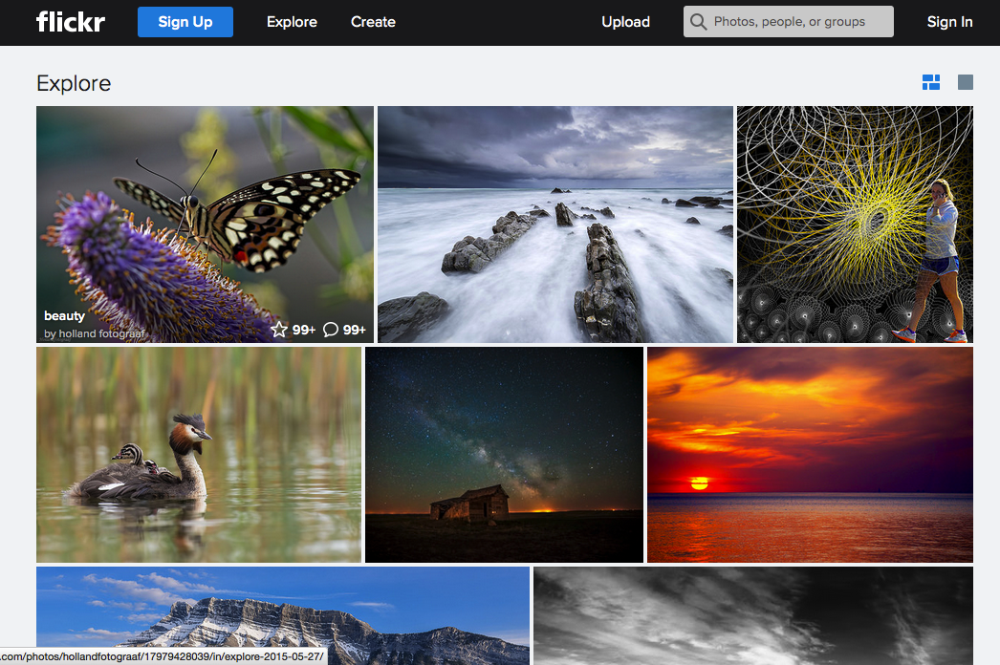 flickr
Sign Up
Explore
Create
Upload
Photos, people, or groups
Sign In
Explore
beauty
by holland fotograaf
99+
99+
.com/photos/hollandfotograaf/17979428039/in/explore-2015-05-27/